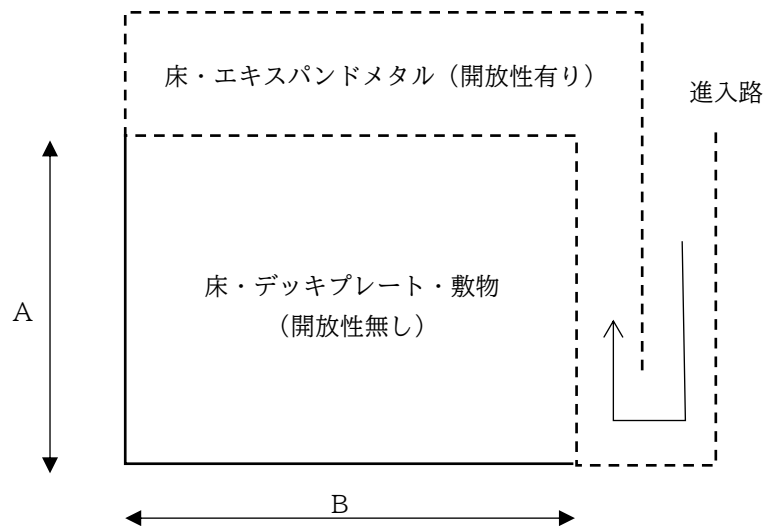 床・エキスパンドメタル（開放性有り）
進入路
床・デッキプレート・敷物
（開放性無し）
A
B